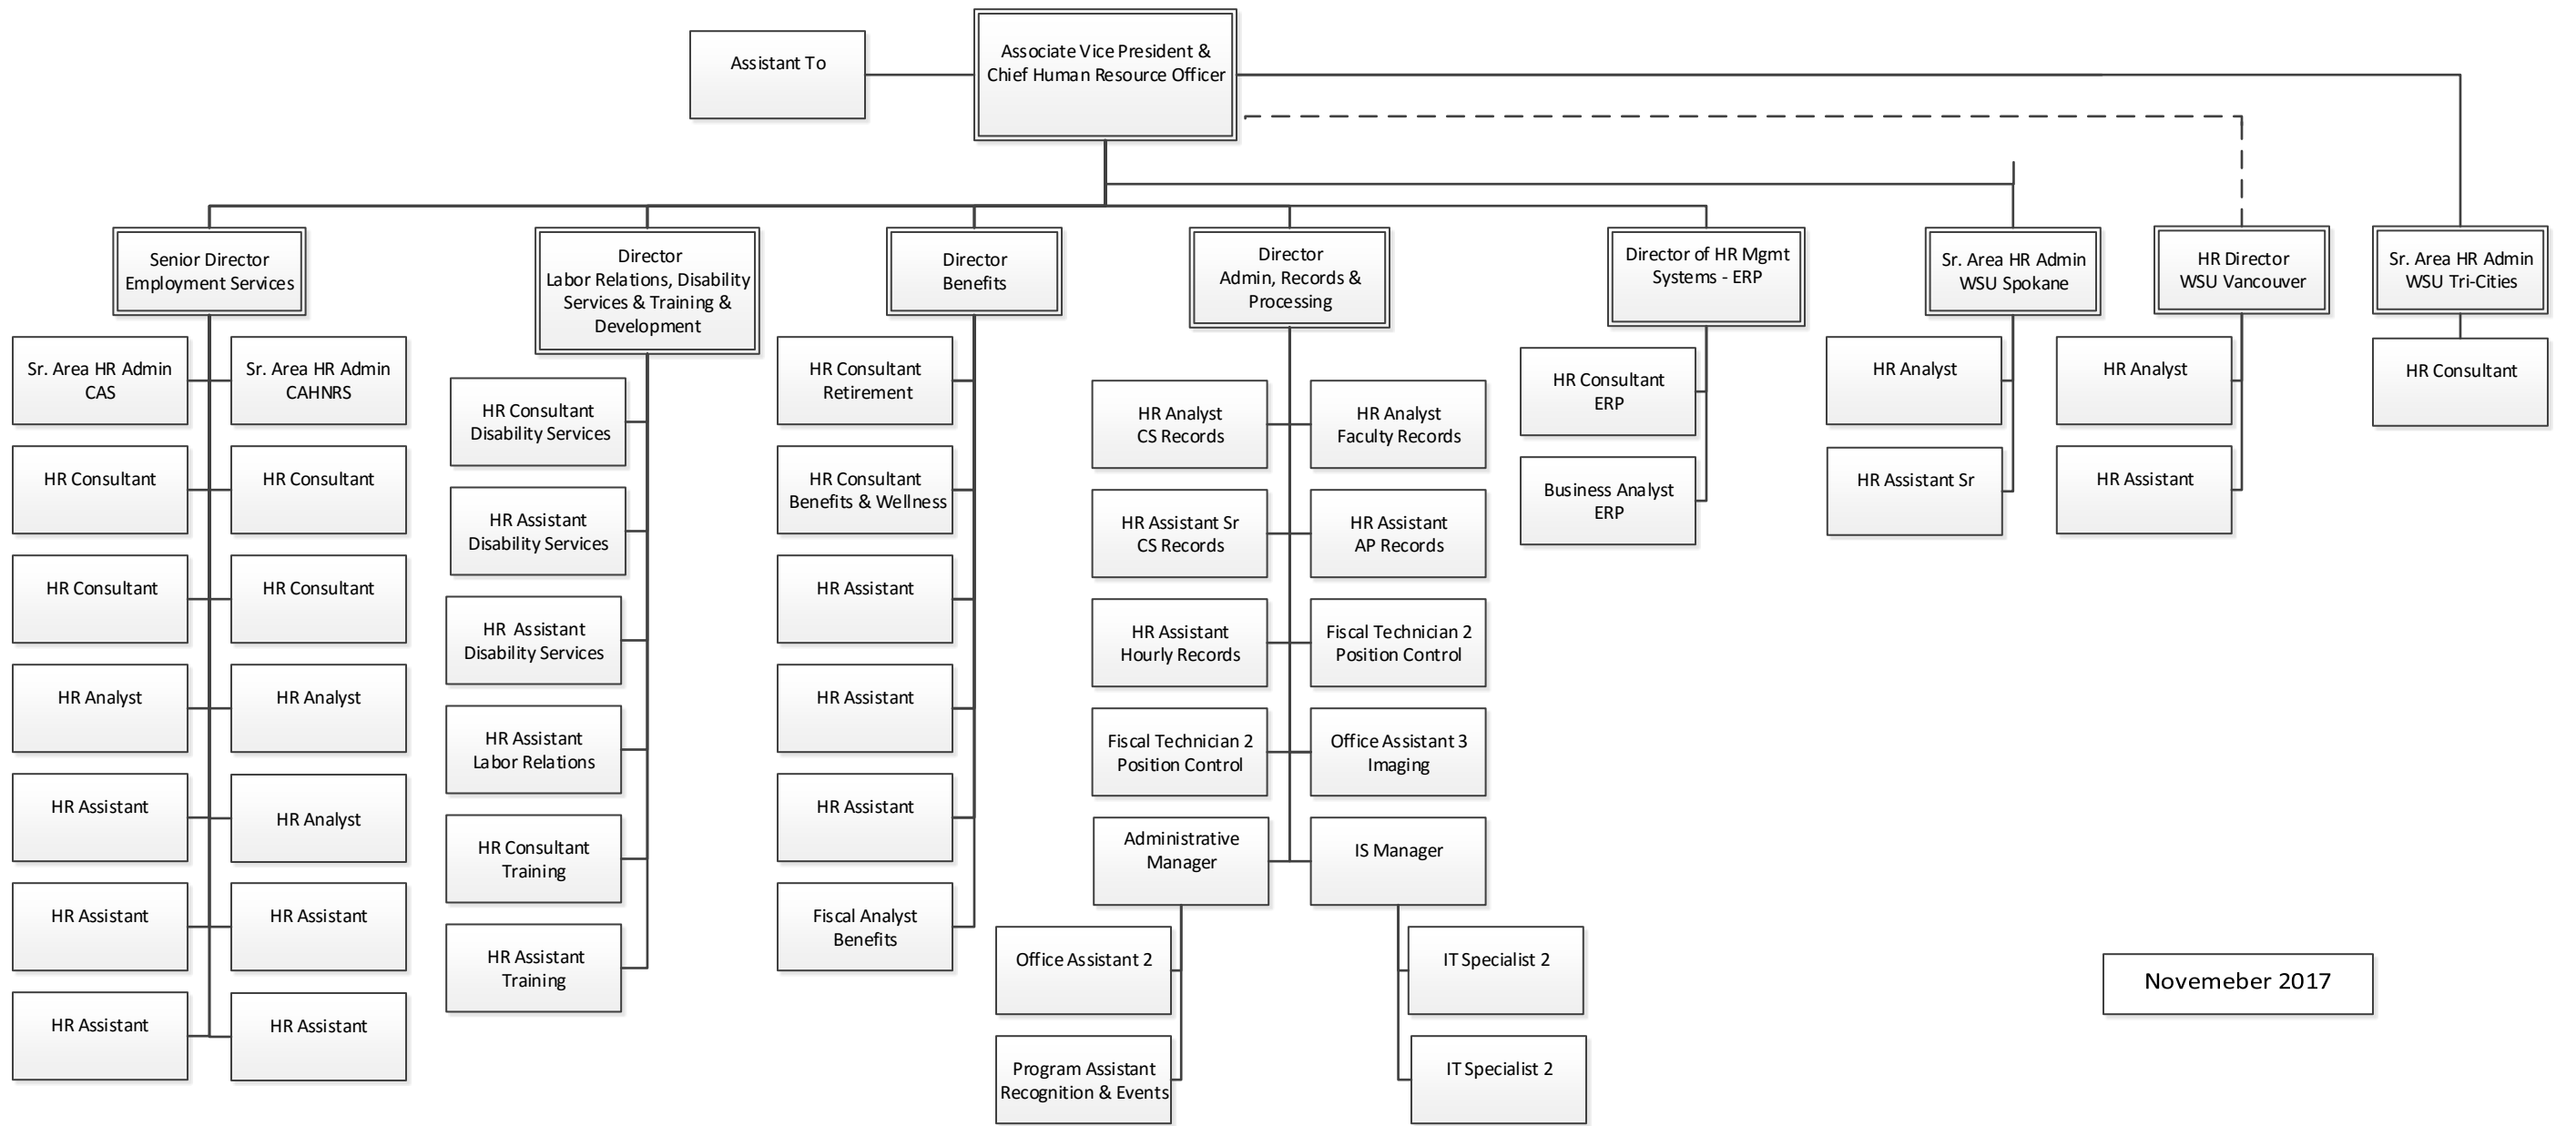 Assistant To
Associate Vice President &
Chief Human Resource Officer
Senior Director
Employment Services
Director
Labor Relations, Disability
Services & Training &
Development
Director
Benefits
Director
Admin, Records &
Processing
Director of HR Mgmt
Systems - ERP
Sr. Area HR Admin
WSU Spokane
HR Director
WSU Vancouver
Sr. Area HR Admin
WSU Tri-Cities
Sr. Area HR Admin
CAS
Sr. Area HR Admin
CAHNRS
HR Consultant
HR Consultant
HR Consultant
HR Consultant
HR Analyst
HR Analyst
HR Assistant
HR Analyst
HR Assistant
HR Assistant
HR Assistant
HR Assistant
HR Consultant
Disability Services
HR Assistant
Disability Services
HR Assistant
Disability Services
HR Assistant
Labor Relations
HR Consultant
Training
HR Assistant
Training
HR Consultant
Retirement
HR Consultant
Benefits & Wellness
HR Assistant
HR Assistant
HR Assistant
Fiscal Analyst
Benefits
HR Analyst
CS Records
HR Analyst
Faculty Records
HR Assistant Sr
CS Records
HR Assistant
AP Records
HR Assistant
Hourly Records
Fiscal Technician 2
Position Control
Fiscal Technician 2
Position Control
Office Assistant 3
Imaging
Administrative
Manager
IS Manager
Office Assistant 2
Program Assistant
Recognition & Events
IT Specialist 2
IT Specialist 2
HR Consultant
ERP
Business Analyst
ERP
HR Analyst
HR Assistant Sr
HR Analyst
HR Assistant
HR Consultant
Novemeber 2017